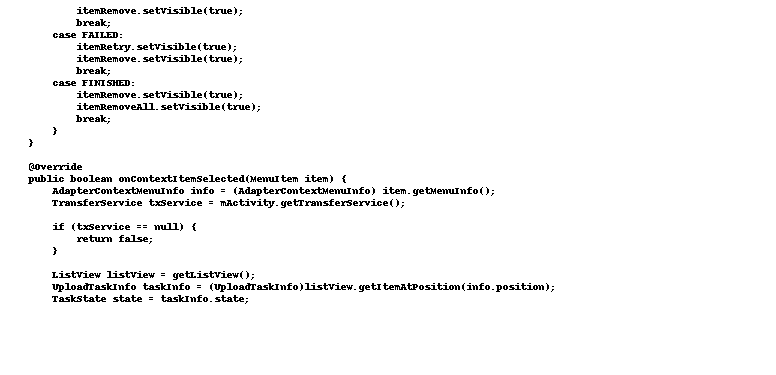 itemRemove.setVisible(true);
break;
case FAILED:
itemRetry.setVisible(true);
itemRemove.setVisible(true);
break;
case FINISHED:
itemRemove.setVisible(true);
itemRemoveAll.setVisible(true);
break;
}
}
@Override
public boolean onContextItemSelected(MenuItem item) {
AdapterContextMenuInfo info = (AdapterContextMenuInfo) item.getMenuInfo();
TransferService txService = mActivity.getTransferService();
if (txService == null) {
return false;
}
ListView listView = getListView();
UploadTaskInfo taskInfo = (UploadTaskInfo)listView.getItemAtPosition(info.position);
TaskState state = taskInfo.state;